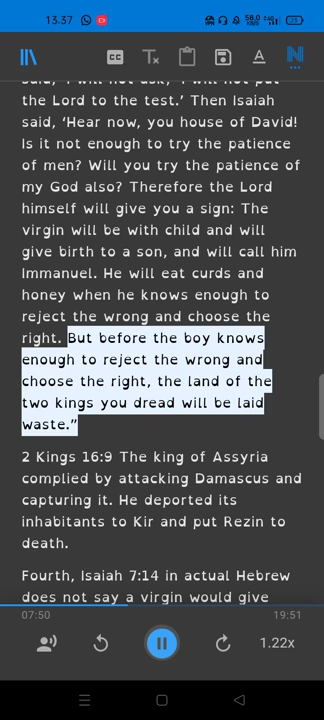 13.37
58.0 KB/s
25
CC
T
A
N
said, 'I will not ask, I will not put
the Lord to the test.' Then Isaiah
said, 'Hear now, you house of David!
Is it not enough to try the patience
of men? Will you try the patience of
my God also? Therefore the Lord
himself will give you a sign: The
virgin will be with child and will
give birth to a son, and will call him
Immanuel. He will eat curds and
honey when he knows enough to
reject the wrong and choose the
right. But before the boy knows
enough to reject the wrong and
choose the right, the land of the
two kings you dread will be laid
waste."
2 Kings 16:9 The king of Assyria
complied by attacking Damascus and
capturing it. He deported its
inhabitants to Kir and put Rezin to
death.
Fourth, Isaiah 7:14 in actual Hebrew
does not say a virgin would give
07:50
19:51
1.22x